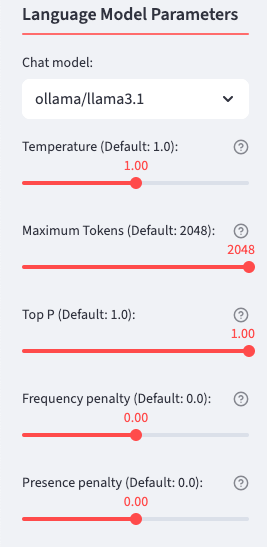 Language Model Parameters
Chat model:
ollama/llama3.1
Temperature (Default: 1.0):
1.00
Maximum Tokens (Default: 2048):
2048
Top P (Default: 1.0):
1.00
Frequency penalty (Default: 0.0):
0.00
Presence penalty (Default: 0.0):
0.00